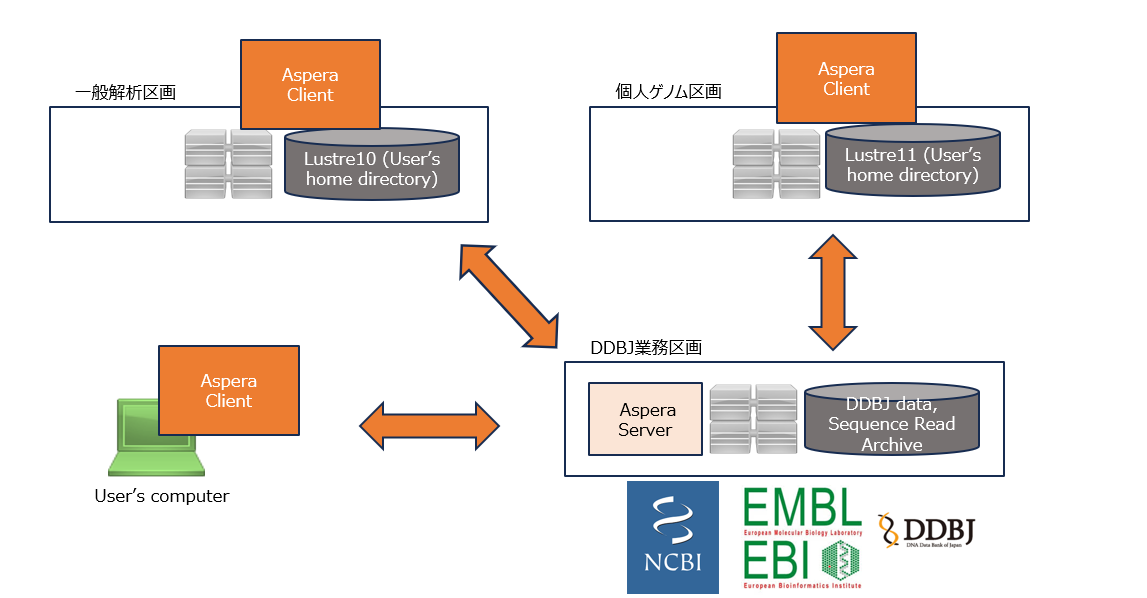 一般解析区画
Aspera
Client
Lustre10 (User’s
home directory)
個人ゲノム区画
Aspera
Client
Lustre11 (User’s
home directory)
Aspera
Client
User’s computer
DDBJ業務区画
Aspera
Server
DDBJ data,
Sequence Read
Archive
NCBI
EMBL
European Molecular Biology Laboratory
EBI
European Bioinformatics Institute
DDBJ
DNA Data Bank of Japan